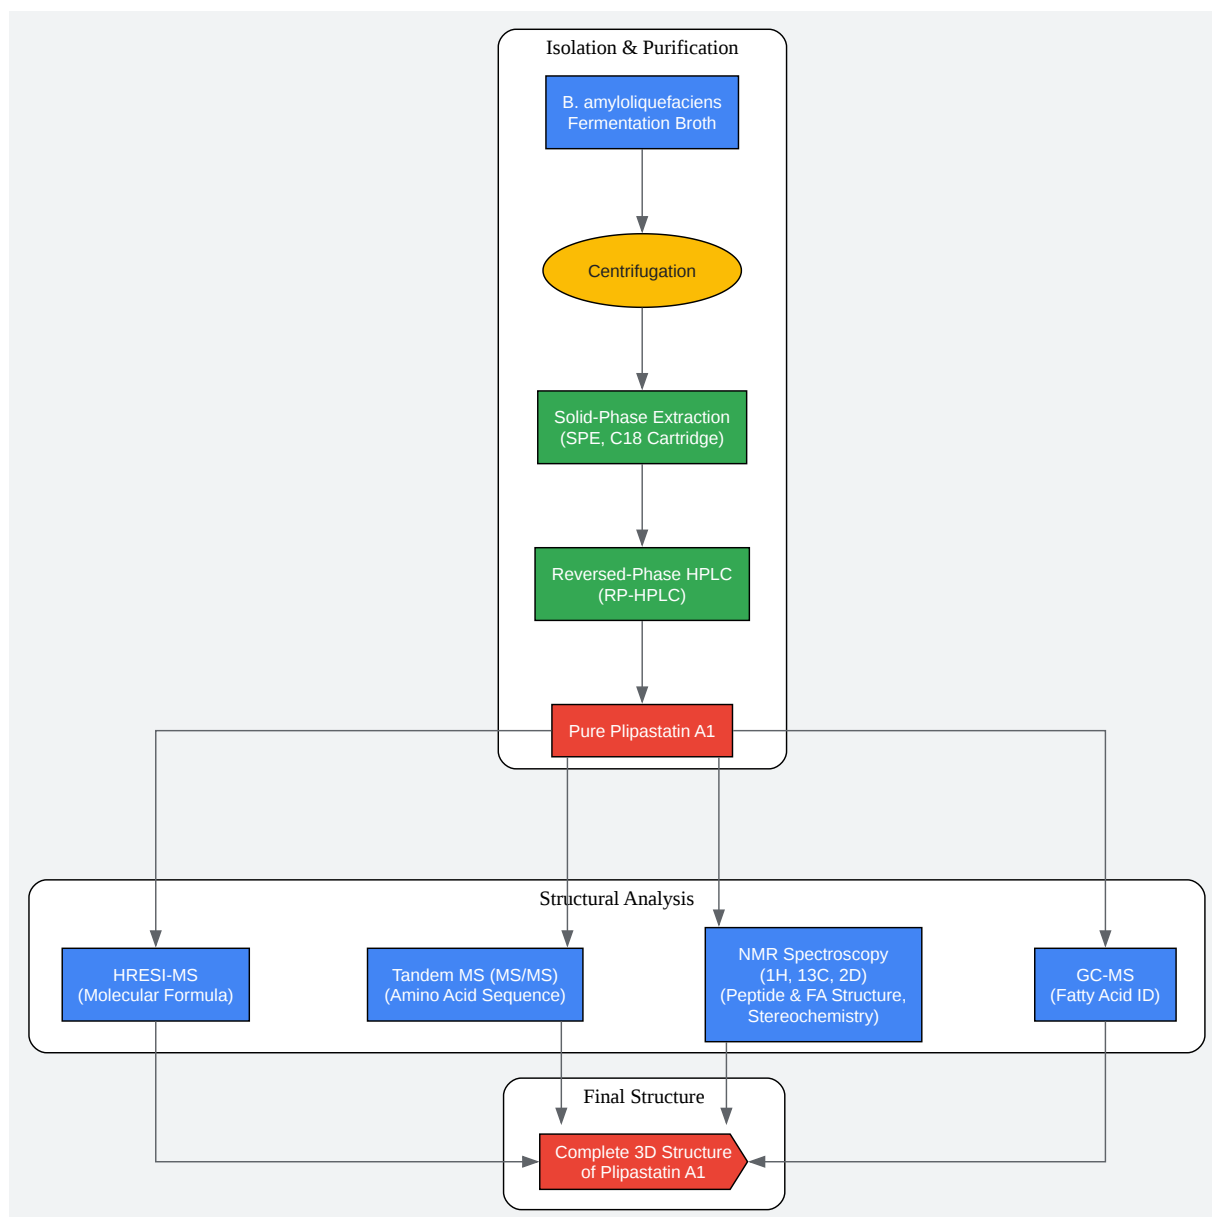 Isolation & Purification
B. amyloliquefaciens
Fermentation Broth
Centrifugation
Solid-Phase Extraction
(SPE, C18 Cartridge)
Reversed-Phase HPLC
(RP-HPLC)
Pure Plipastatin A1
Structural Analysis
HRESI-MS
(Molecular Formula)
Tandem MS (MS/MS)
(Amino Acid Sequence)
NMR Spectroscopy
(1H, 13C, 2D)
(Peptide & FA Structure,
Stereochemistry)
GC-MS
(Fatty Acid ID)
Final Structure
Complete 3D Structure
of Plipastatin A1